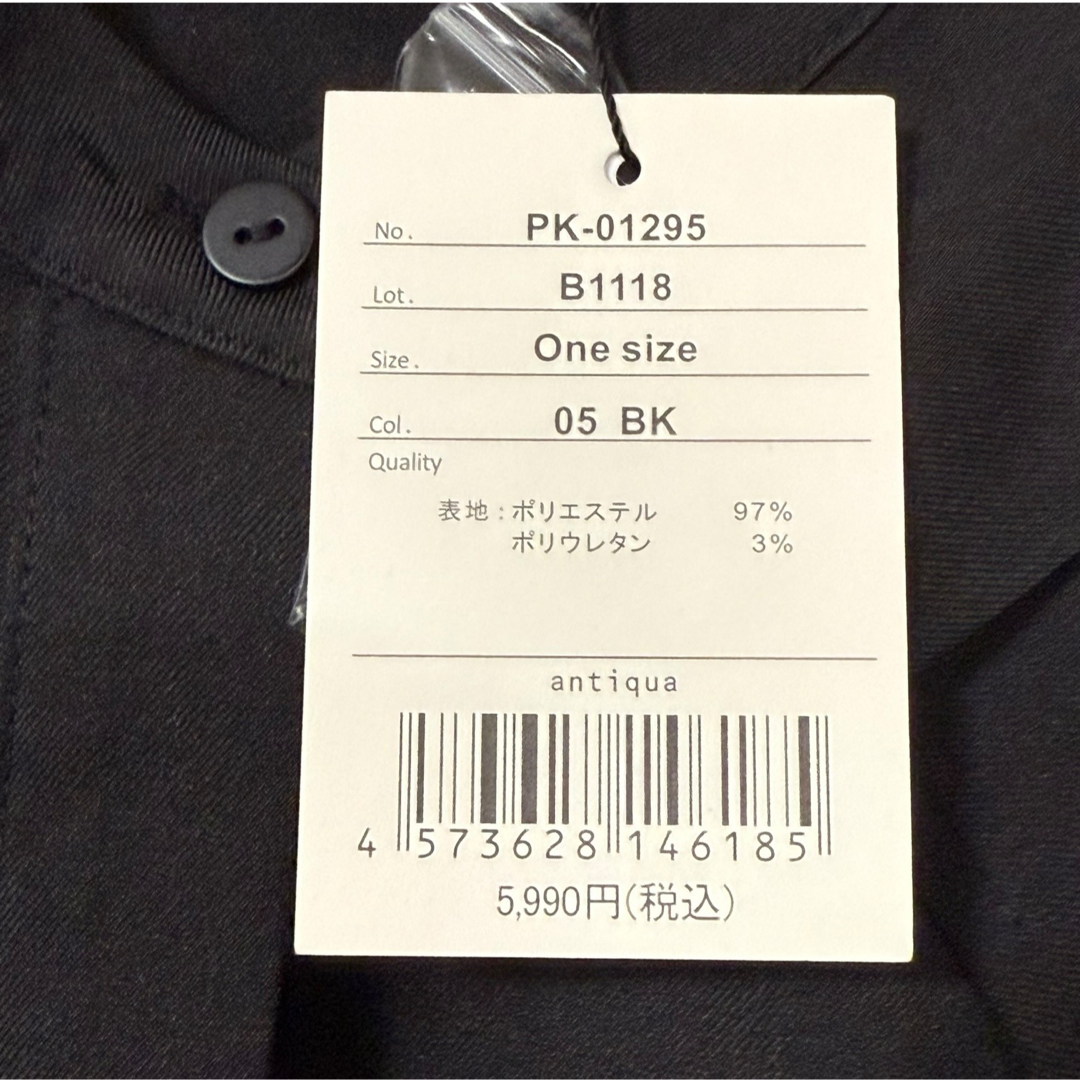 No. PK-01295
Lot. B1118
Size. One size
Col. 05 BK
Quality
表地:ポリエステル 97%
ポリウレタン 3%
antiqua
4 573628 146185
5,990円(税込)